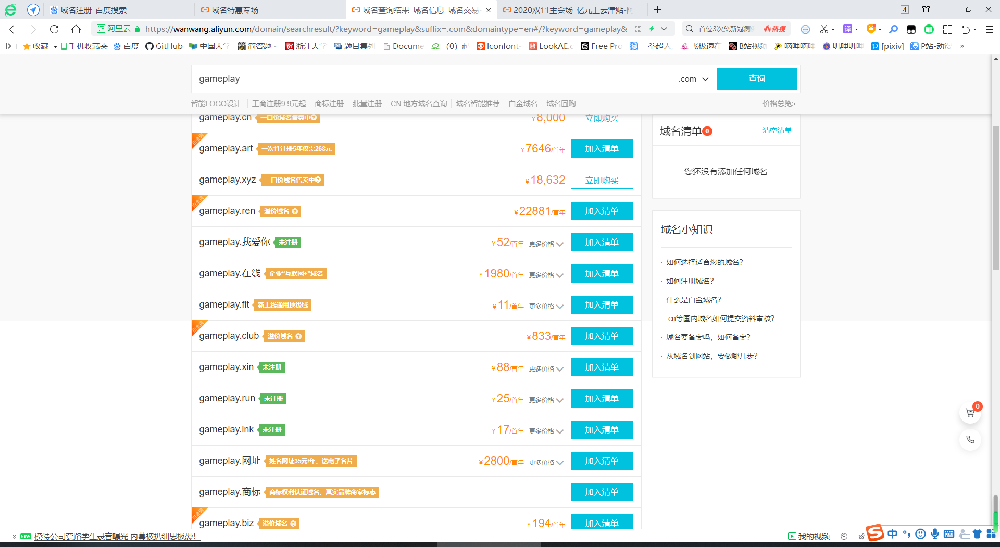 域名注册_百度搜索
域名特惠专场
域名查询结果_域名信息_域名交易
2020双11主会场_亿元上云津贴-阿
4
证 阿里云
https://wanwang.aliyun.com/domain/searchresult/?keyword=gameplay&suffix=.com&domaintype=en#/?keyword=gameplay&
首位3次染新冠病
热搜
译
收藏
手机收藏夹
百度
GitHub
中国大学
简答题 -
浙江大学
题目集列
Docume
(0) 起
Iconfont-
LookAE.c
Free Pro
一拳超人
飞极速在
B站视频
嘀哩嘀哩
叽哩叽哩
[pixiv]
P站-动漫
»
gameplay
.com
查询
智能LOGO设计
工商注册9.9元起
商标注册
批量注册
CN 地方域名查询
域名智能推荐
白金域名
域名回购
价格总览>
gameplay.cn 一口价域名售卖中? ¥8,000 立即购买
白金词
gameplay.art 一次性注册5年仅需268元 ¥7646/首年 加入清单
gameplay.xyz 一口价域名售卖中? ¥18,632 立即购买
白金词
gameplay.ren 溢价域名 ? ¥22881/首年 加入清单
gameplay.我爱你 未注册 ¥52/首年 更多价格 加入清单
gameplay.在线 企业“互联网+”域名 ¥1980/首年 更多价格 加入清单
gameplay.fit 新上线通用顶级域 ¥11/首年 更多价格 加入清单
白金词
gameplay.club 溢价域名 ? ¥833/首年 加入清单
gameplay.xin 未注册 ¥88/首年 更多价格 加入清单
gameplay.run 未注册 ¥25/首年 更多价格 加入清单
gameplay.ink 未注册 ¥17/首年 更多价格 加入清单
gameplay.网址 姓名网址35元/年，送电子名片 ¥2800/首年 更多价格 加入清单
gameplay.商标 商标权利认证域名，真实品牌商家标志 加入清单
白金词
gameplay.biz 溢价域名 ? ¥194/首年 加入清单
域名清单 0
清空清单
您还没有添加任何域名
域名小知识
· 如何选择适合您的域名？
· 如何注册域名？
· 什么是白金域名？
· .cn等国内域名如何提交资料审核？
· 域名要备案吗，如何备案？
· 从域名到网站，要做哪几步？
0
NEW 模特公司套路学生录音曝光 内幕被扒细思极恐！
我的视频
S 中